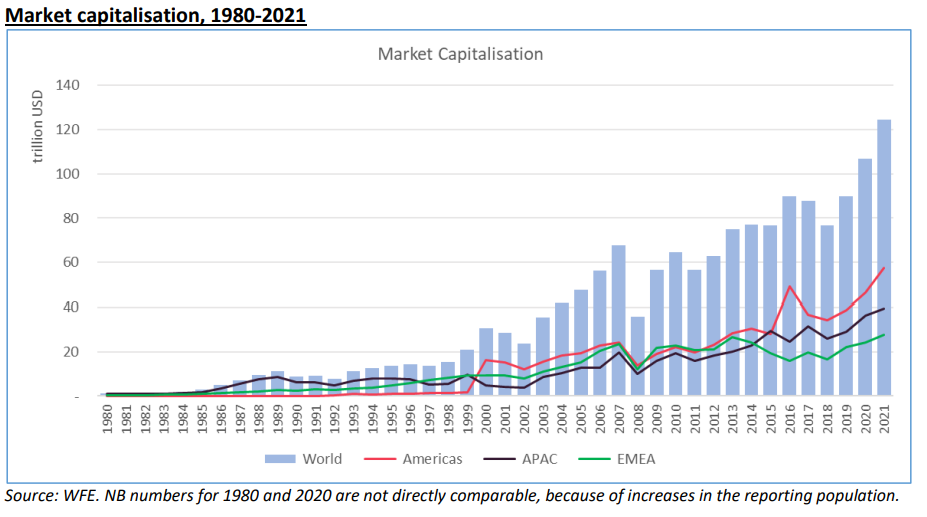 Market capitalisation, 1980-2021
Market Capitalisation
trillion USD
140
120
100
80
60
40
20
-
1980 1981 1982 1983 1984 1985 1986 1987 1988 1989 1990 1991 1992 1993 1994 1995 1996 1997 1998 1999 2000 2001 2002 2003 2004 2005 2006 2007 2008 2009 2010 2011 2012 2013 2014 2015 2016 2017 2018 2019 2020 2021
World Americas APAC EMEA
Source: WFE. NB numbers for 1980 and 2020 are not directly comparable, because of increases in the reporting population.